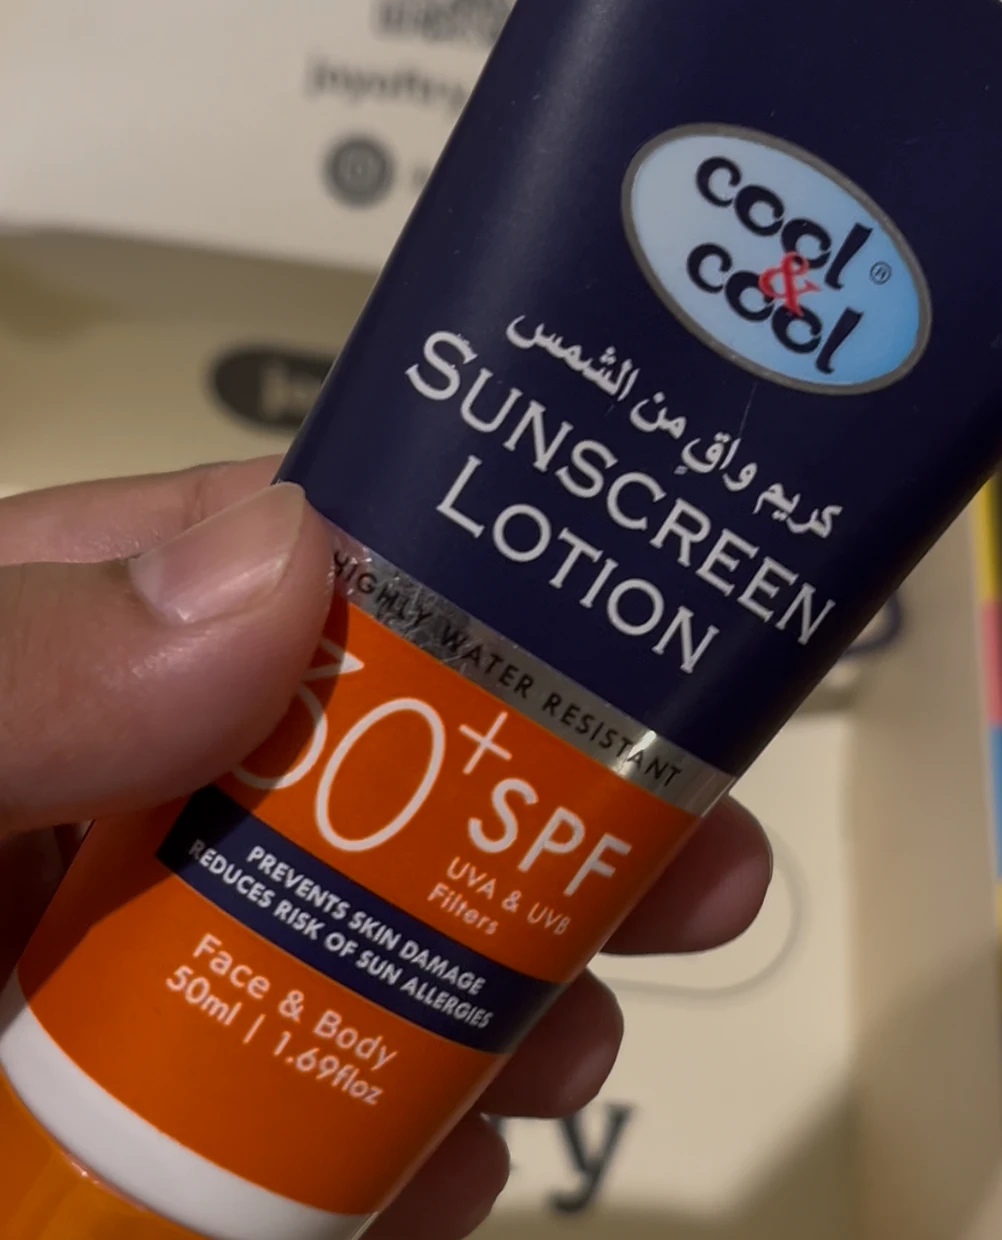 cool
&
cool ®
كريم واقٍ من الشمس
SUNSCREEN
LOTION
HIGHLY WATER RESISTANT
30+ SPF
UVA & UVB
Filters
PREVENTS SKIN DAMAGE
REDUCES RISK OF SUN ALLERGIES
Face & Body
50ml | 1.69floz